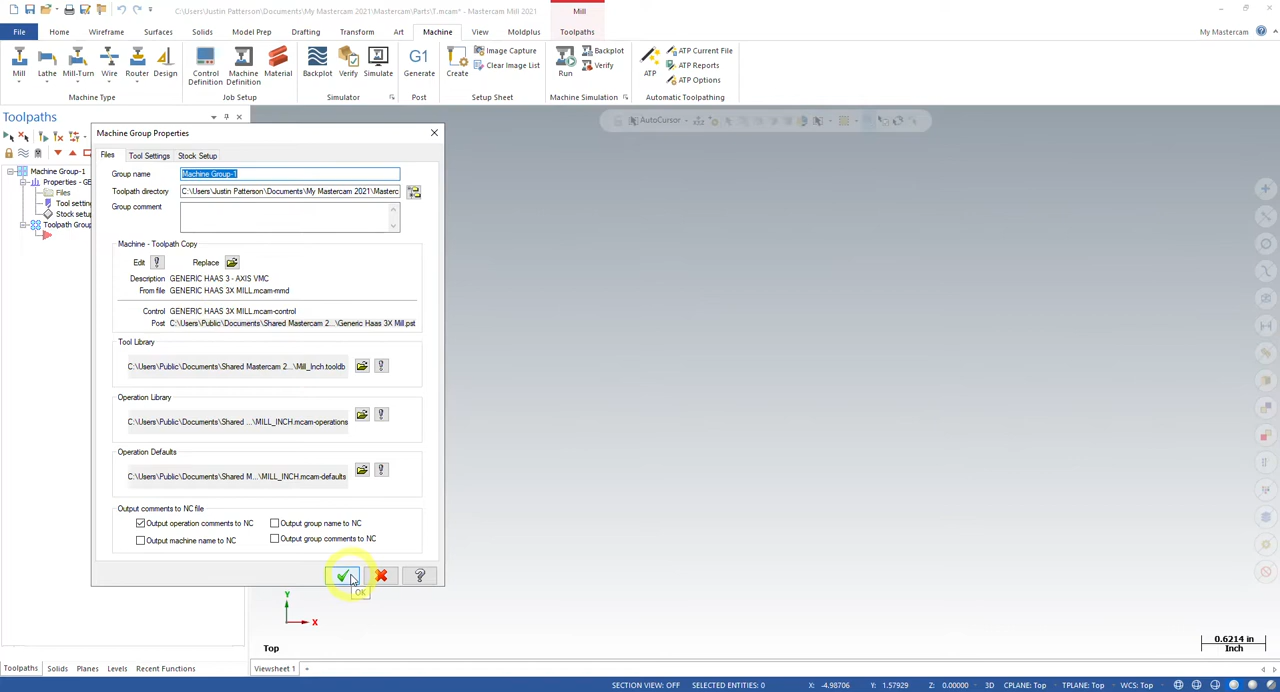 C:\Users\Justin Patterson\Documents\My Mastercam 2021\Mastercam\Parts\T.mcam* - Mastercam Mill 2021
Mill
File
Home
Wireframe
Surfaces
Solids
Model Prep
Drafting
Transform
Art
Machine
View
Moldplus
Toolpaths
My Mastercam
Mill
Lathe
Mill-Turn
Wire
Router
Design
Machine Type
Control Definition
Machine Definition
Material
Job Setup
Backplot
Verify
Simulate
Simulator
G1
Generate
Post
Create
Image Capture
Clear Image List
Setup Sheet
Run
Backplot
Verify
Machine Simulation
ATP
ATP Current File
ATP Reports
ATP Options
Automatic Toolpathing
Toolpaths
Machine Group-1
Properties - GE
Files
Tool settin
Stock setu
Toolpath Grou
AutoCursor
Machine Group Properties
Files
Tool Settings
Stock Setup
Group name
Machine Group-1
Toolpath directory
C:\Users\Justin Patterson\Documents\My Mastercam 2021\Masterc
Group comment
Machine - Toolpath Copy
Edit
Replace
Description GENERIC HAAS 3 - AXIS VMC
From file GENERIC HAAS 3X MILL.mcam-mmd
Control GENERIC HAAS 3X MILL.mcam-control
Post C:\Users\Public\Documents\Shared Mastercam 2...\Generic Haas 3X Mill.pst
Tool Library
C:\Users\Public\Documents\Shared Mastercam 2...\Mill_Inch.tooldb
Operation Library
C:\Users\Public\Documents\Shared ...\MILL_INCH.mcam-operations
Operation Defaults
C:\Users\Public\Documents\Shared M...\MILL_INCH.mcam-defaults
Output comments to NC file
Output operation comments to NC
Output group name to NC
Output machine name to NC
Output group comments to NC
OK
Y
X
Top
0.6214 in
Inch
Toolpaths
Solids
Planes
Levels
Recent Functions
Viewsheet 1
+
SECTION VIEW: OFF
SELECTED ENTITIES: 0
X: -4.98706
Y: 1.57929
Z: 0.00000
3D
CPLANE: Top
TPLANE: Top
WCS: Top